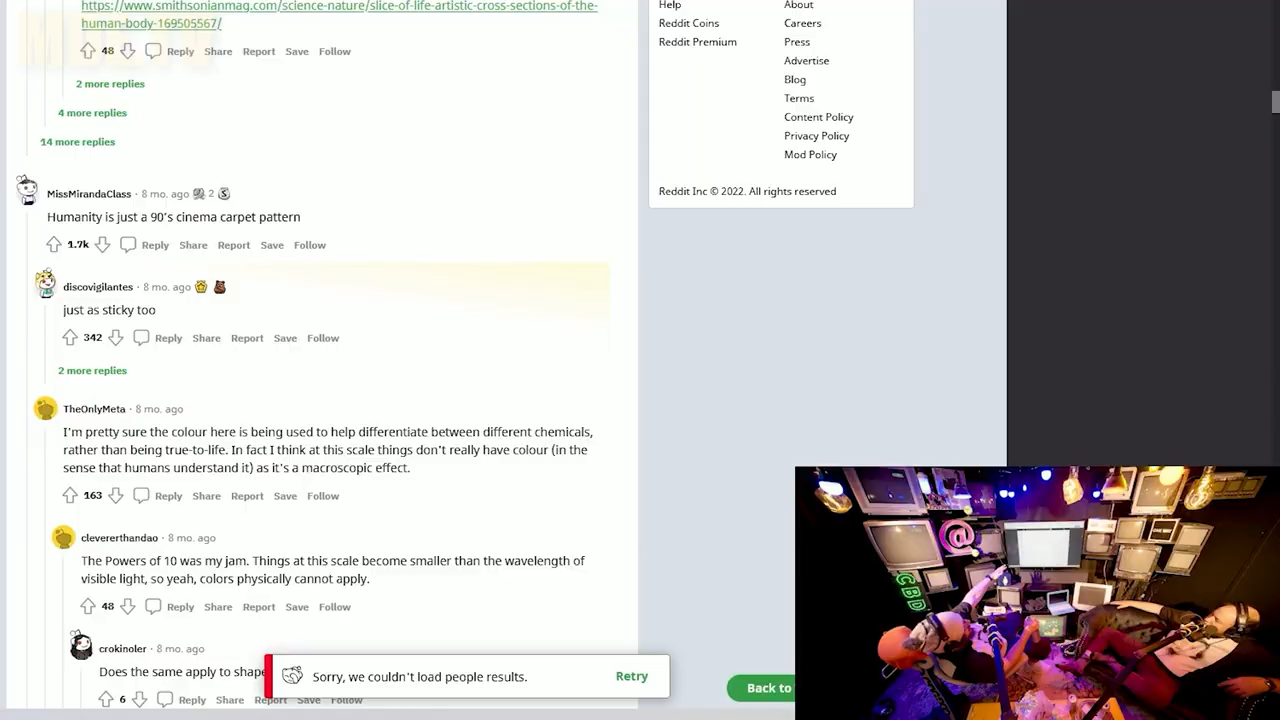 https://www.smithsonianmag.com/science-nature/slice-of-life-artistic-cross-sections-of-the-
human-body-169505567/
48 Reply Share Report Save Follow
2 more replies
4 more replies
14 more replies
MissMirandaClass · 8 mo. ago 2
Humanity is just a 90's cinema carpet pattern
1.7k Reply Share Report Save Follow
discovigilantes · 8 mo. ago
just as sticky too
342 Reply Share Report Save Follow
2 more replies
TheOnlyMeta · 8 mo. ago
I'm pretty sure the colour here is being used to help differentiate between different chemicals,
rather than being true-to-life. In fact I think at this scale things don't really have colour (in the
sense that humans understand it) as it's a macroscopic effect.
163 Reply Share Report Save Follow
clevererthandao · 8 mo. ago
The Powers of 10 was my jam. Things at this scale become smaller than the wavelength of
visible light, so yeah, colors physically cannot apply.
48 Reply Share Report Save Follow
crokinoler · 8 mo. ago
Does the same apply to shape
6 Reply Share Report Save Follow
Sorry, we couldn't load people results. Retry
Help
Reddit Coins
Reddit Premium
About
Careers
Press
Advertise
Blog
Terms
Content Policy
Privacy Policy
Mod Policy
Reddit Inc © 2022. All rights reserved
Back to
@
CBD